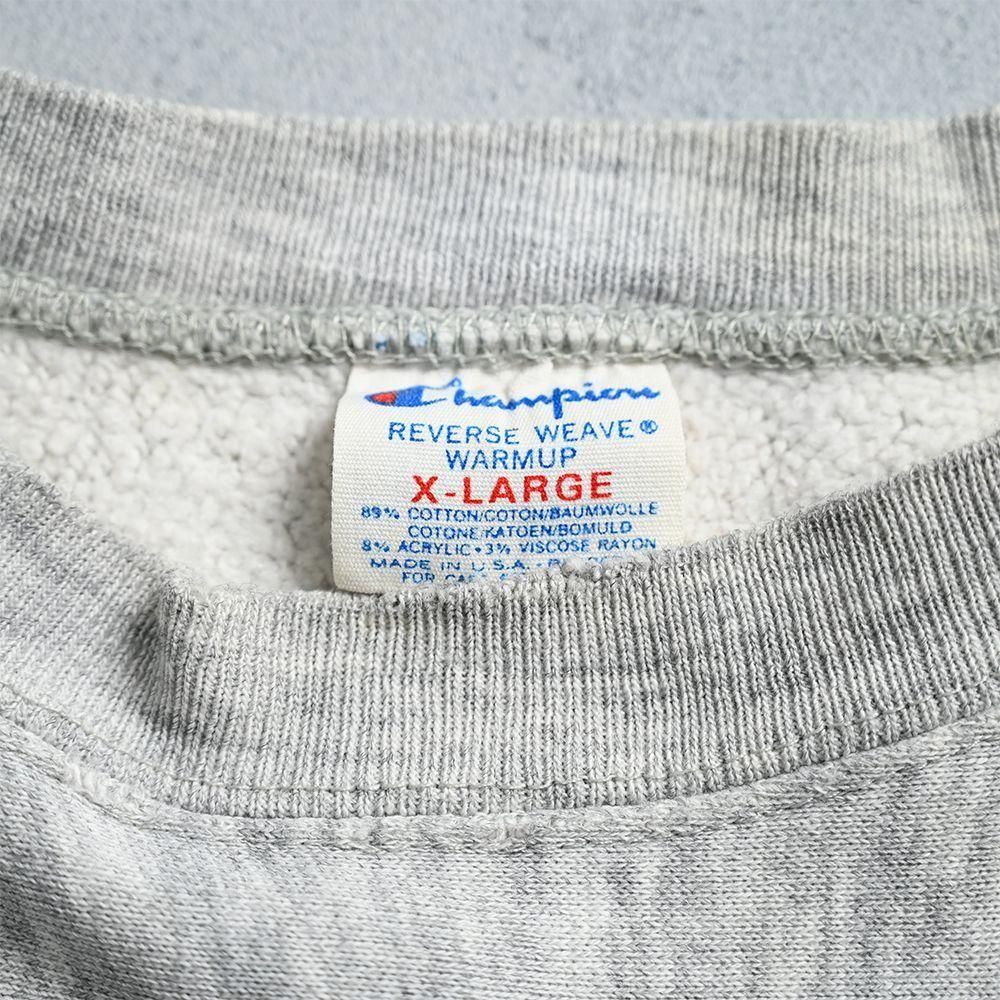 Champion
REVERSE WEAVE®
WARMUP
X-LARGE
89% COTTON/COTON/BAUMWOLLE
COTONE/KATOEN/BOMULD
8% ACRYLIC • 3% VISCOSE RAYON
MADE IN U.S.A.
FOR